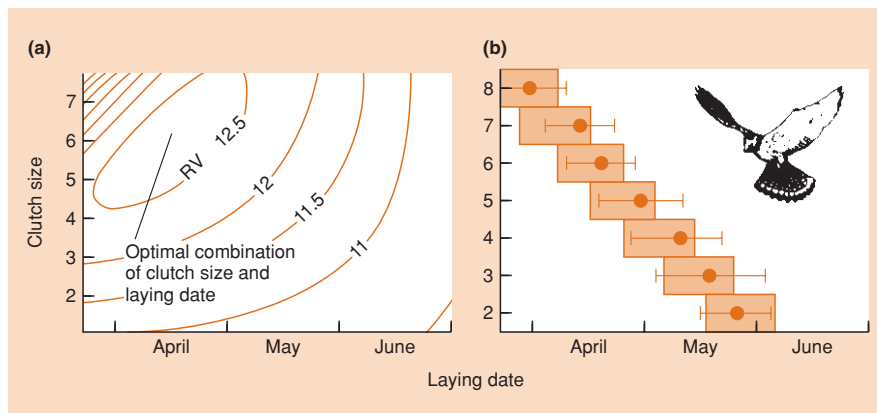 (a)
7
6
5
4
3
2
Clutch size
RV 12.5
12
11.5
11
Optimal combination
of clutch size and
laying date
April May June
(b)
8
7
6
5
4
3
2
April May June
Laying date